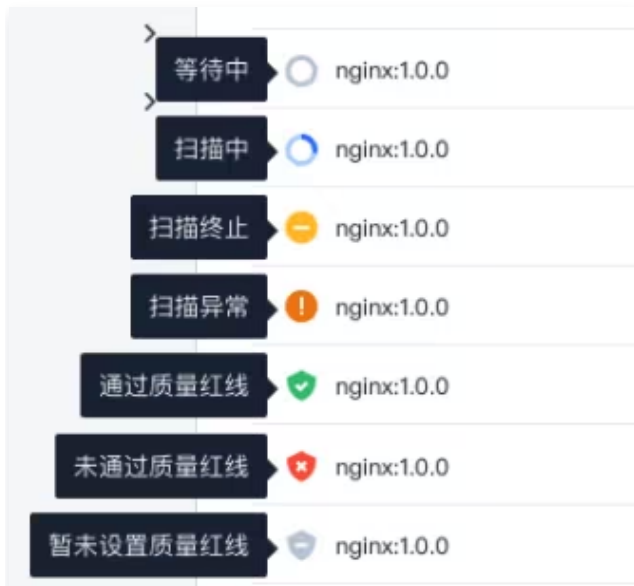 等待中 nginx:1.0.0
扫描中 nginx:1.0.0
扫描终止 nginx:1.0.0
扫描异常 nginx:1.0.0
通过质量红线 nginx:1.0.0
未通过质量红线 nginx:1.0.0
暂未设置质量红线 nginx:1.0.0